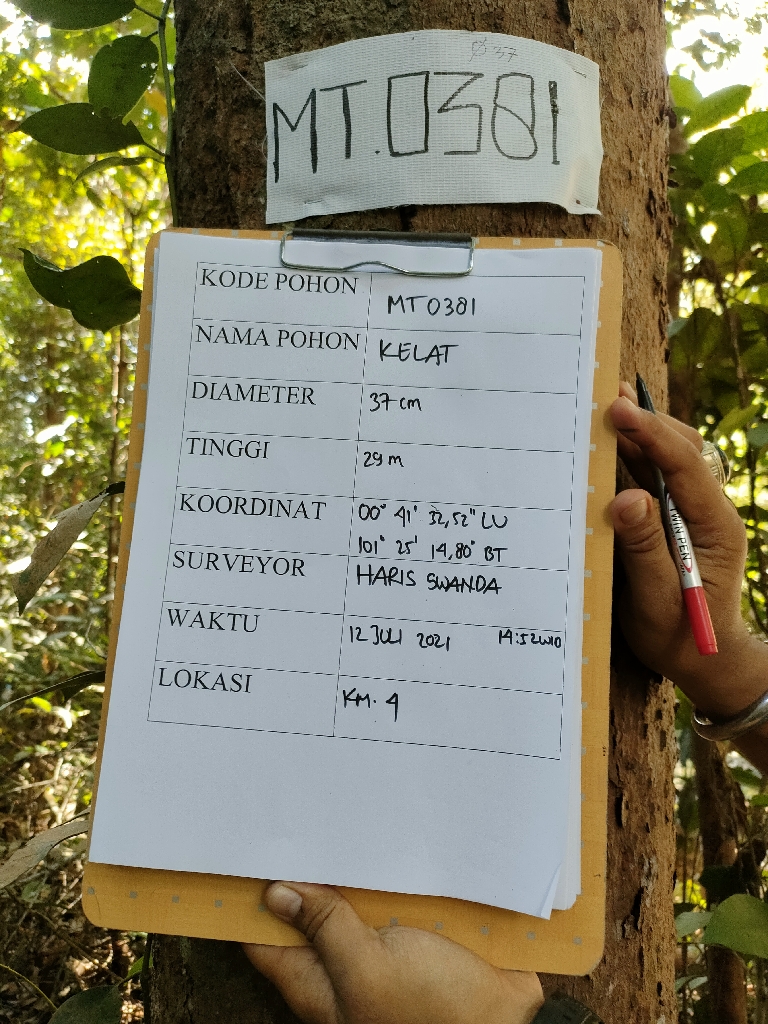 Ø 37
MT.0381
KODE POHON MT 0381
NAMA POHON KELAT
DIAMETER 37 cm
TINGGI 29 m
KOORDINAT 00° 41' 32,52" LU
101° 25' 14,80" BT
SURVEYOR HARIS SWANDA
WAKTU 12 JULI 2021 14:52 WIB
LOKASI KM. 4
TWIN PEN